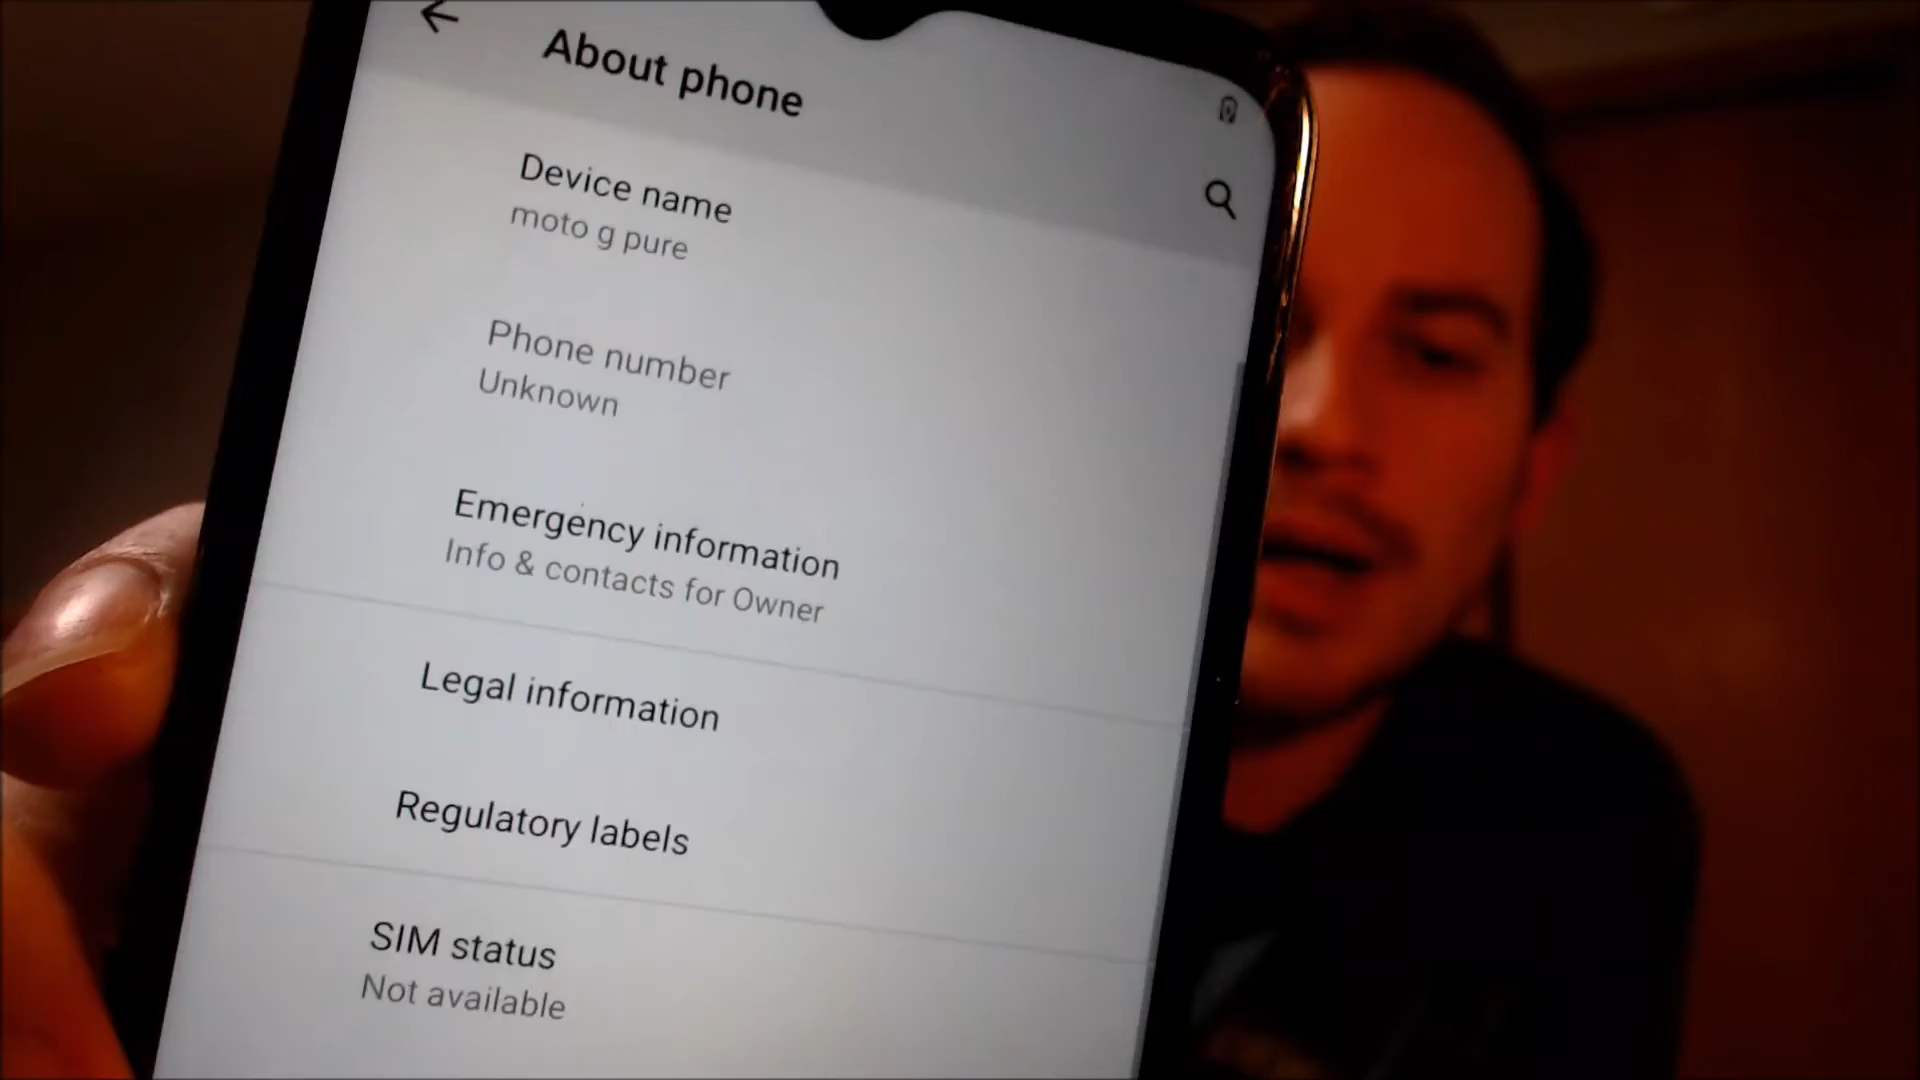 About phone
Device name
moto g pure
Phone number
Unknown
Emergency information
Info & contacts for Owner
Legal information
Regulatory labels
SIM status
Not available